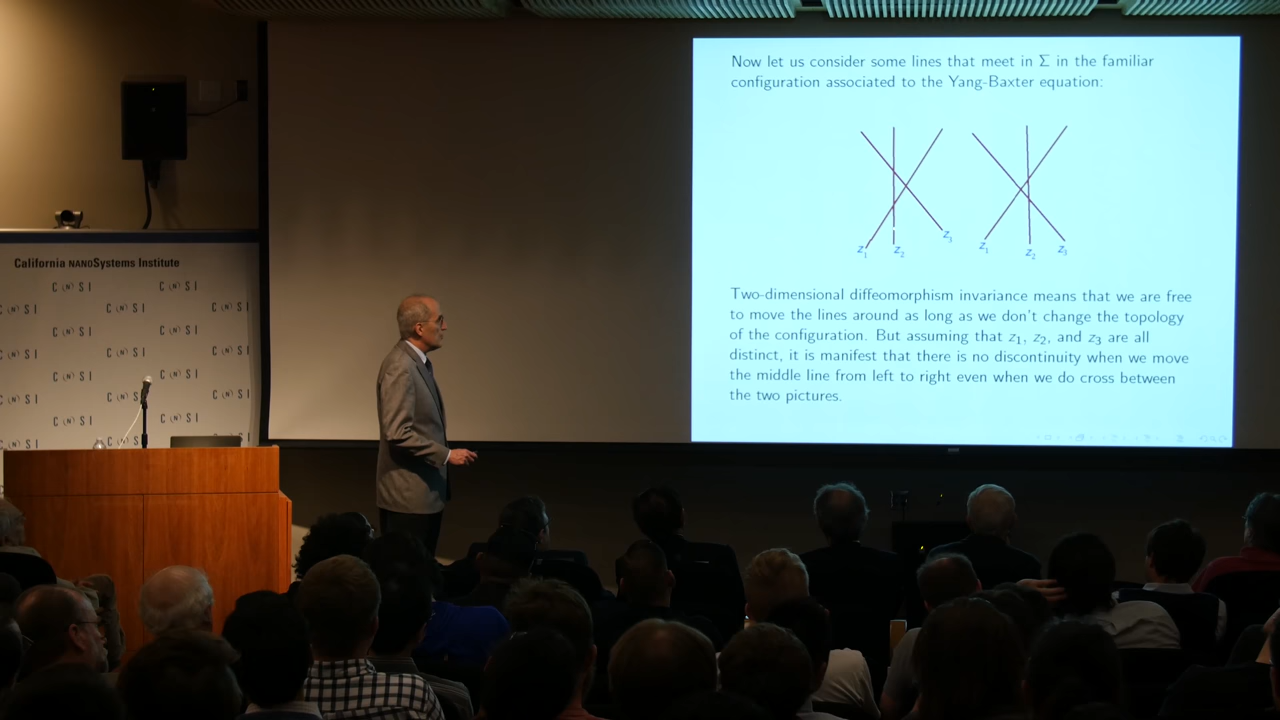 Now let us consider some lines that meet in Σ in the familiar
configuration associated to the Yang-Baxter equation:
z₁ z₂ z₃ z₁ z₂ z₃
Two-dimensional diffeomorphism invariance means that we are free
to move the lines around as long as we don't change the topology
of the configuration. But assuming that z₁, z₂, and z₃ are all
distinct, it is manifest that there is no discontinuity when we move
the middle line from left to right even when we do cross between
the two pictures.
California NANOSystems Institute
C (N) S I C (N) S I
C (N) S I C (N) S I C (N) S I
C (N) S I C (N) S I
C (N) S I C (N) S I C (N) S I
C (N) S I C (N) S I
C (N) S I C (N) S I
C (N) S I C (N) S I
C (N) S I C (N) S I